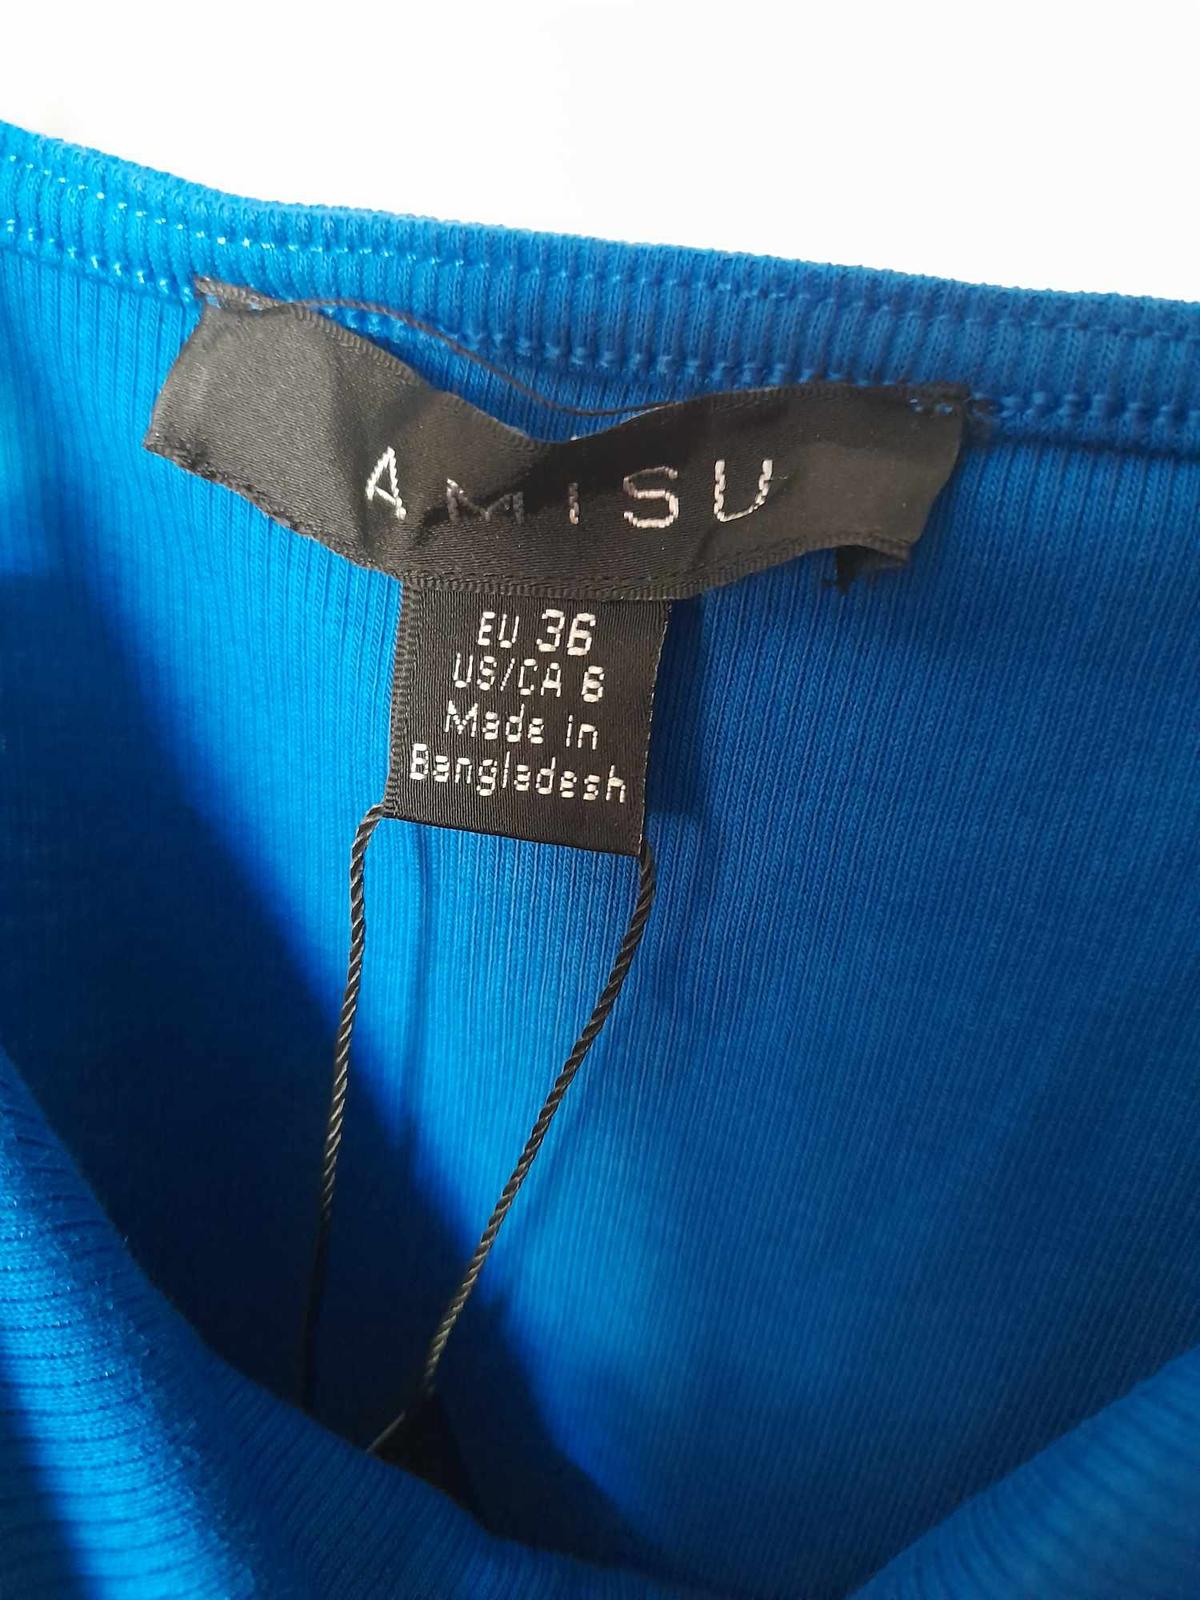 AMISU
EU 36
US/CA 6
Made in
Bangladesh